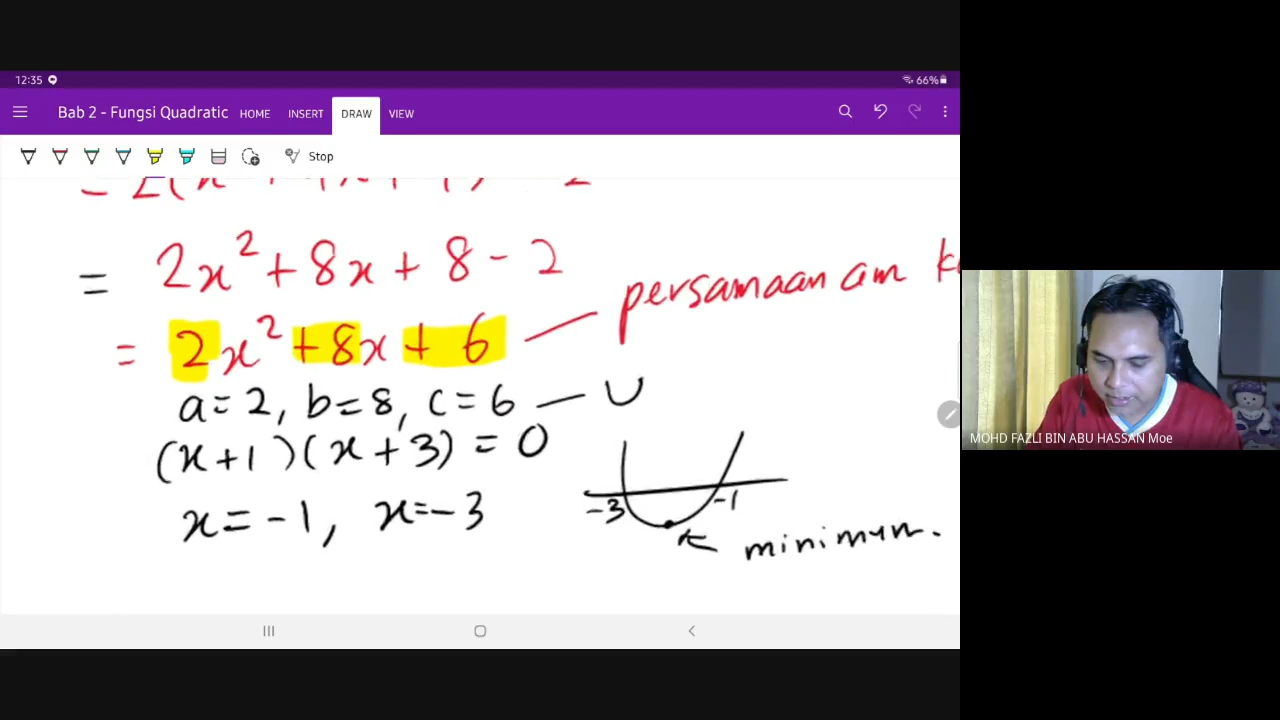 12:35 66%
Bab 2 - Fungsi Quadratic HOME INSERT DRAW VIEW
Stop
= 2x² + 8x + 8 - 2
= 2x² + 8x + 6 — persamaan am
a = 2, b = 8, c = 6 — U
(x + 1)(x + 3) = 0
x = -1, x = -3
-3 -1
minimum.
MOHD FAZLI BIN ABU HASSAN Moe